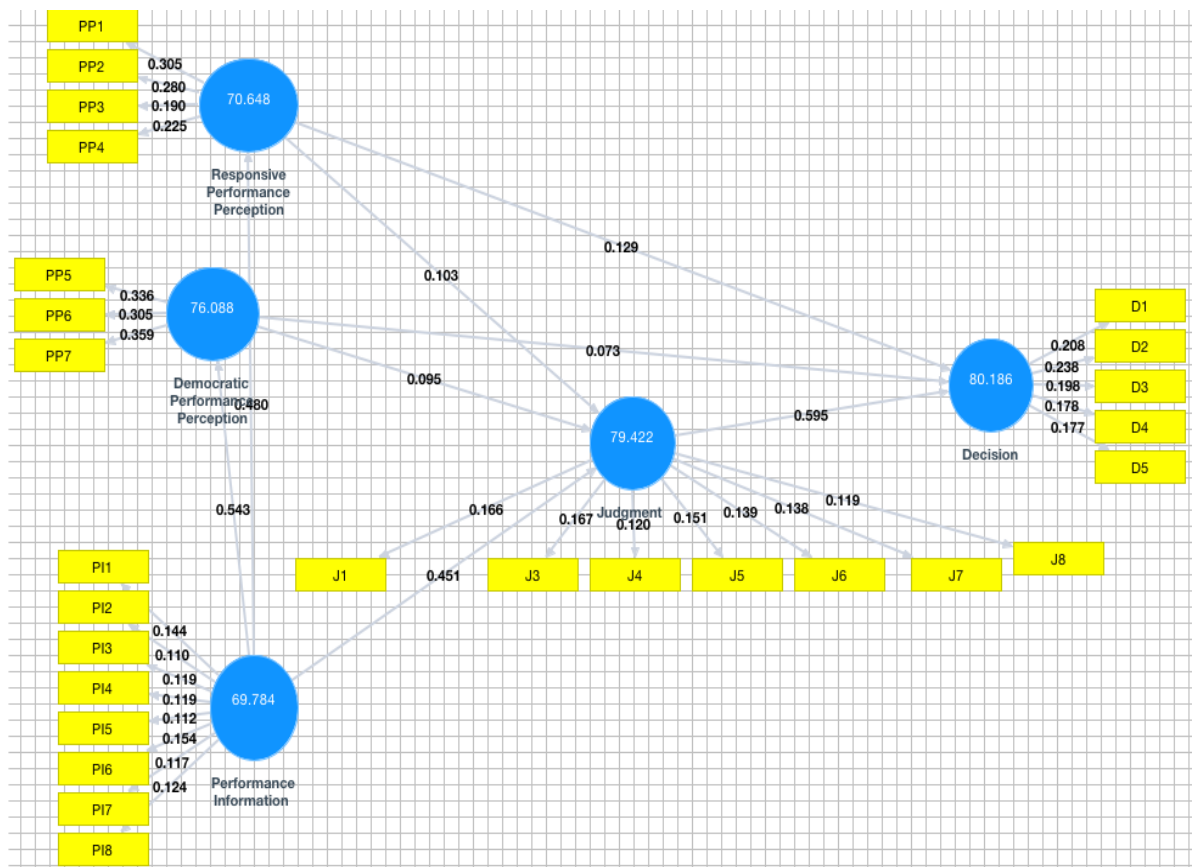 PP1
PP2
PP3
PP4
0.305
0.280
0.190
0.225
70.648
Responsive
Performance
Perception
0.129
0.103
PP5
PP6
PP7
0.336
0.305
0.359
76.088
Democratic
Performance
Perception
0.480
0.073
0.095
0.543
79.422
Judgment
0.595
80.186
Decision
0.208
0.238
0.198
0.178
0.177
D1
D2
D3
D4
D5
0.166
0.167
0.120
0.151
0.139
0.138
0.119
J1
J3
J4
J5
J6
J7
J8
0.451
PI1
PI2
PI3
PI4
PI5
PI6
PI7
PI8
0.144
0.110
0.119
0.119
0.112
0.154
0.117
0.124
69.784
Performance
Information